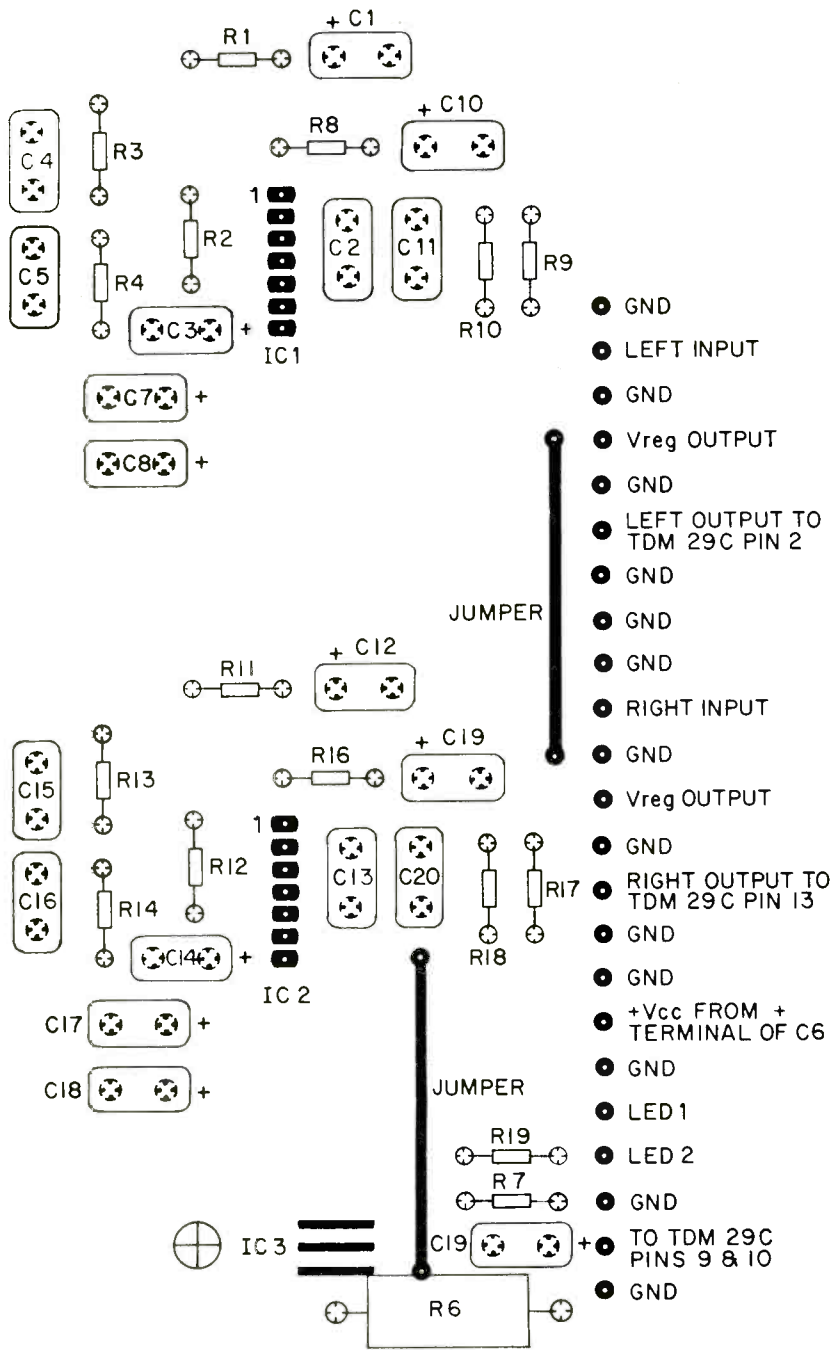 R1
+ C1
C4
R3
R8
+ C10
C5
R4
R2
1
C2
C11
R9
R10
C3 +
IC1
C7 +
C8 +
GND
LEFT INPUT
GND
Vreg OUTPUT
GND
LEFT OUTPUT TO
TDM 29C PIN 2
GND
JUMPER
GND
GND
RIGHT INPUT
GND
Vreg OUTPUT
GND
RIGHT OUTPUT TO
TDM 29C PIN 13
GND
GND
+Vcc FROM +
TERMINAL OF C6
GND
LED 1
LED 2
GND
TO TDM 29C
PINS 9 & 10
GND
R11
+ C12
C15
R13
R16
+ C19
C16
R14
R12
1
C13
C20
R17
R18
C14 +
IC 2
C17 +
C18 +
JUMPER
R19
R7
IC 3
C19 +
R6